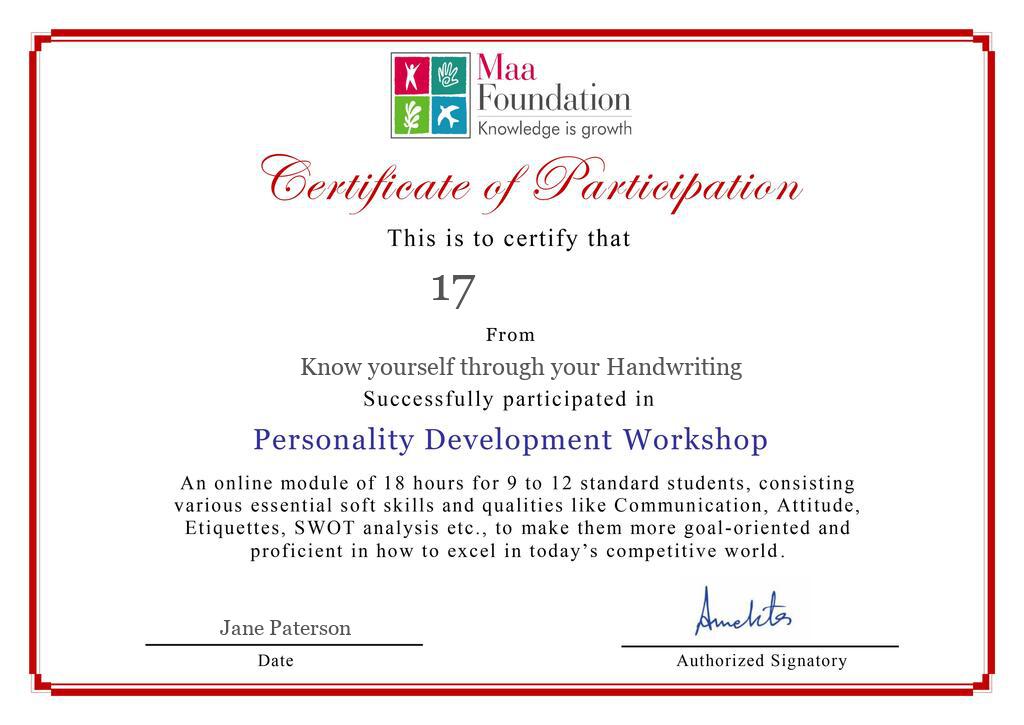 Maa
Foundation
Knowledge is growth
Certificate of Participation
This is to certify that
17
From
Know yourself through your Handwriting
Successfully participated in
Personality Development Workshop
An online module of 18 hours for 9 to 12 standard students, consisting
various essential soft skills and qualities like Communication, Attitude,
Etiquettes, SWOT analysis etc., to make them more goal-oriented and
proficient in how to excel in today’s competitive world.
Jane Paterson
Date
Authorized Signatory